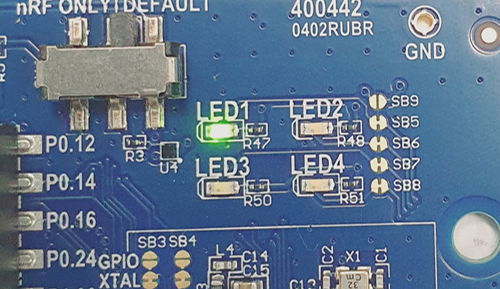 nRF ONLY|DEFAULT
400442
0402RUBR
GND
LED1
LED2
SB9
SB5
R3
R47
R48
SB6
P0.12
U4
LED3
LED4
SB7
SB8
P0.14
R50
R51
P0.16
SB3 SB4
P0.24
GPIO
L4
C14
C2
X1
C1
XTAL
C15
32
Cm